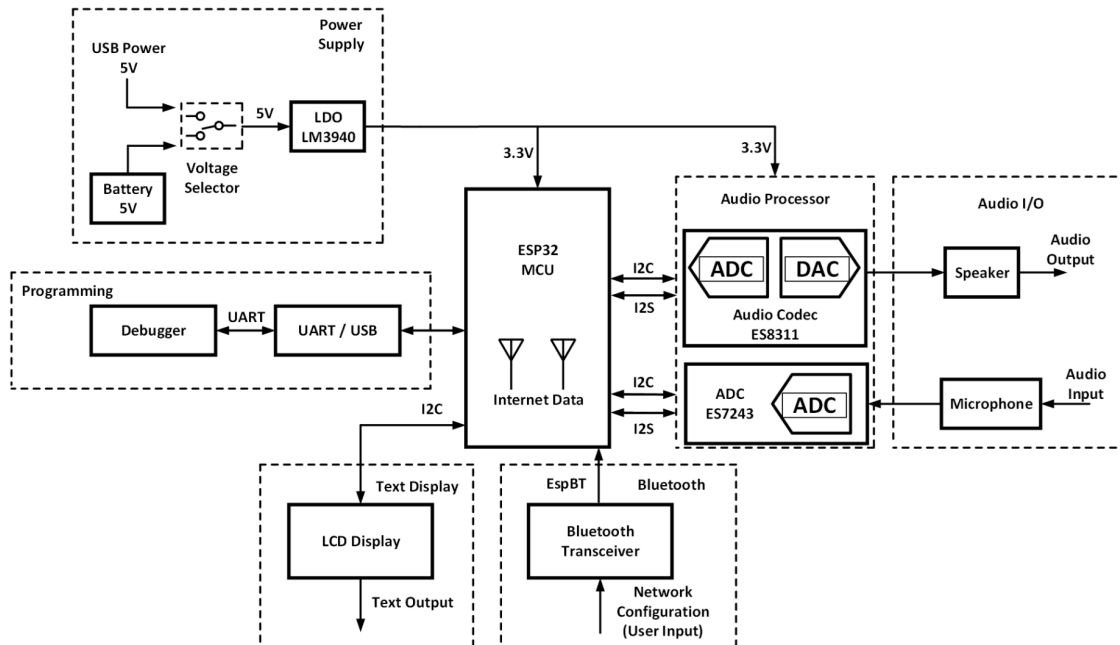 Power
Supply
USB Power
5V
5V
LDO
LM3940
Voltage
Selector
Battery
5V
3.3V
3.3V
Audio Processor
Audio I/O
ESP32
MCU
Internet Data
I2C
I2S
ADC
DAC
Audio Codec
ES8311
Speaker
Audio
Output
I2C
I2S
ADC
ES7243
ADC
Microphone
Audio
Input
Programming
Debugger
UART
UART / USB
I2C
Text Display
LCD Display
Text Output
EspBT
Bluetooth
Bluetooth
Transceiver
Network
Configuration
(User Input)